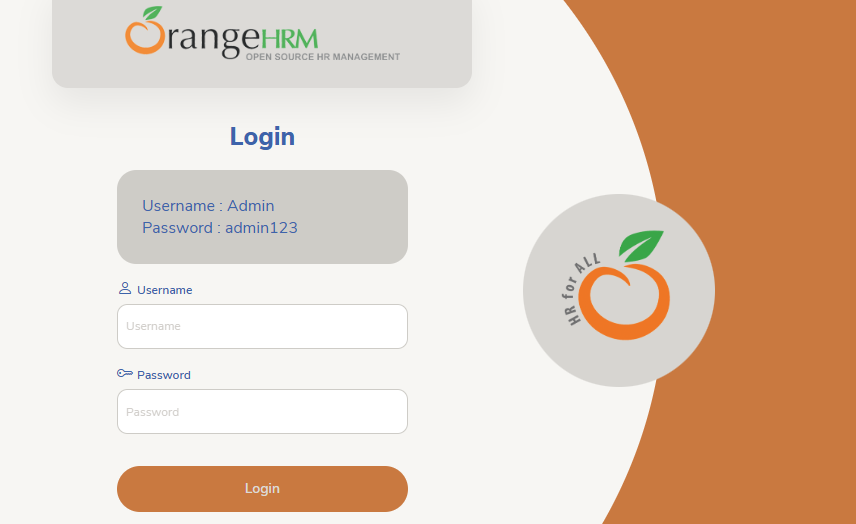 OrangeHRM
OPEN SOURCE HR MANAGEMENT
Login
Username : Admin
Password : admin123
Username
Username
Password
Password
Login
HR for ALL